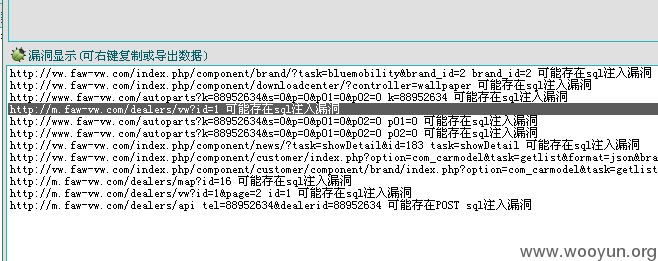 漏洞显示(可右键复制或导出数据)
http://vw.faw-vw.com/index.php/component/brand/?task=bluemobility&brand_id=2 brand_id=2 可能存在sql注入漏洞
http://vw.faw-vw.com/index.php/component/downloadcenter/?controller=wallpaper 可能存在sql注入漏洞
http://www.faw-vw.com/autoparts?k=88952634&s=0&p=0&p01=0&p02=0 k=88952634 可能存在sql注入漏洞
http://m.faw-vw.com/dealers/vw?id=1 可能存在sql注入漏洞
http://www.faw-vw.com/autoparts?k=88952634&s=0&p=0&p01=0&p02=0 p01=0 可能存在sql注入漏洞
http://www.faw-vw.com/autoparts?k=88952634&s=0&p=0&p01=0&p02=0 p02=0 可能存在sql注入漏洞
http://vw.faw-vw.com/index.php/component/news/?task=showDetail&id=183 task=showDetail 可能存在sql注入漏洞
http://vw.faw-vw.com/index.php/component/customer/index.php?option=com_carmodel&task=getlist&format=json&bra
http://vw.faw-vw.com/index.php/component/customer/component/brand/index.php?option=com_carmodel&task=getlist
http://m.faw-vw.com/dealers/map?id=16 可能存在sql注入漏洞
http://m.faw-vw.com/dealers/vw?id=1&page=2 id=1 可能存在sql注入漏洞
http://m.faw-vw.com/dealers/api tel=88952634&dealerid=88952634 可能存在POST sql注入漏洞
www.wooyun.org